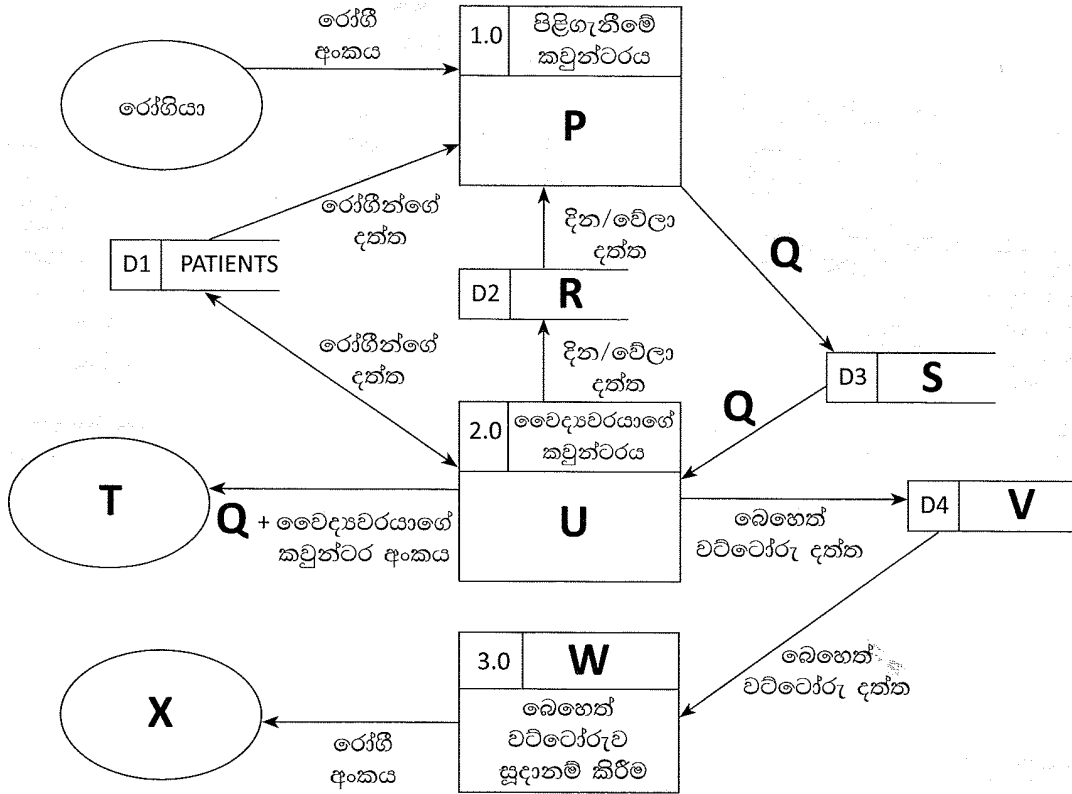 රෝගී
අංකය
1.0
පිළිගැනීමේ
කවුන්ටරය
රෝගියා
P
රෝගීන්ගේ
දත්ත
දින/වේලා
දත්ත
Q
D1 PATIENTS
D2 R
රෝගීන්ගේ
දත්ත
දින/වේලා
දත්ත
D3 S
Q
2.0
වෛද්‍යවරයාගේ
කවුන්ටරය
T
Q + වෛද්‍යවරයාගේ
කවුන්ටර අංකය
U
බෙහෙත්
වට්ටෝරු දත්ත
D4 V
3.0 W
බෙහෙත්
වට්ටෝරු දත්ත
X
රෝගී
අංකය
බෙහෙත්
වට්ටෝරුව
සූදානම් කිරීම